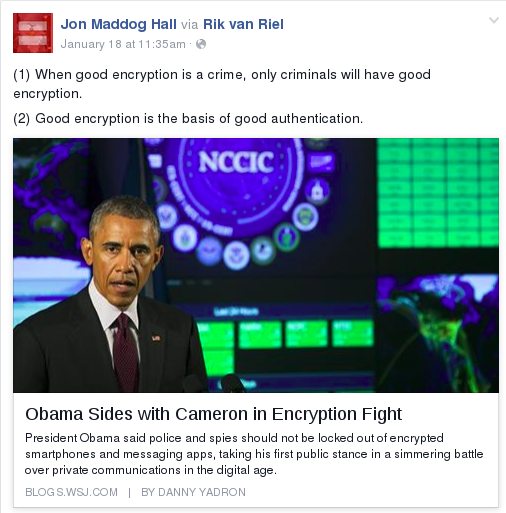 Jon Maddog Hall via Rik van Riel
January 18 at 11:35am ·
(1) When good encryption is a crime, only criminals will have good
encryption.
(2) Good encryption is the basis of good authentication.
NCCIC
Last 24 Hours
Obama Sides with Cameron in Encryption Fight
President Obama said police and spies should not be locked out of encrypted
smartphones and messaging apps, taking his first public stance in a simmering battle
over private communications in the digital age.
BLOGS.WSJ.COM | BY DANNY YADRON